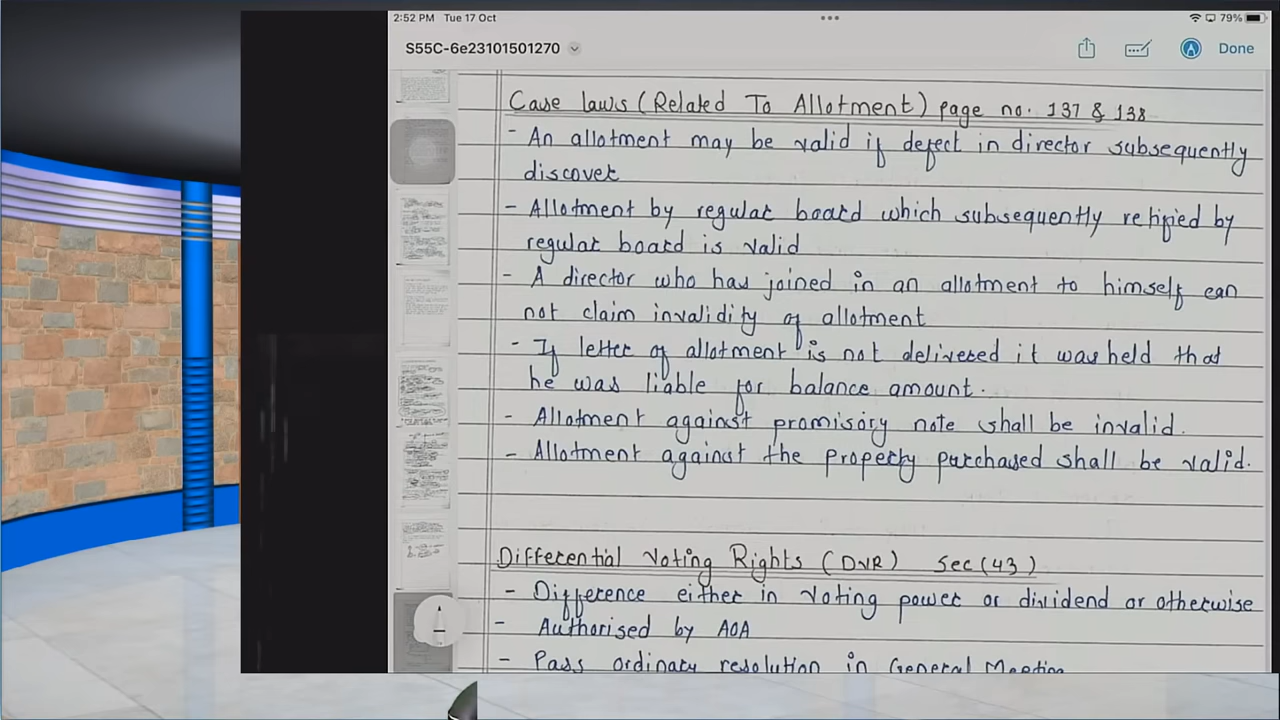 2:52 PM Tue 17 Oct
79%
S55C-6e23101501270
Done
Case laws (Related To Allotment) page no. 137 & 138
- An allotment may be valid if defect in director subsequently
discover
- Allotment by regular board which subsequently retified by
regular board is valid
- A director who has joined in an allotment to himself can
not claim invalidity of allotment
- If letter of allotment is not delivered it was held that
he was liable for balance amount.
- Allotment against promisory note shall be invalid.
- Allotment against the property purchased shall be valid.
Differential Voting Rights (DVR) Sec (43)
- Difference either in voting power or dividend or otherwise
- Authorised by AOA
- Pass ordinary resolution in General Meeting